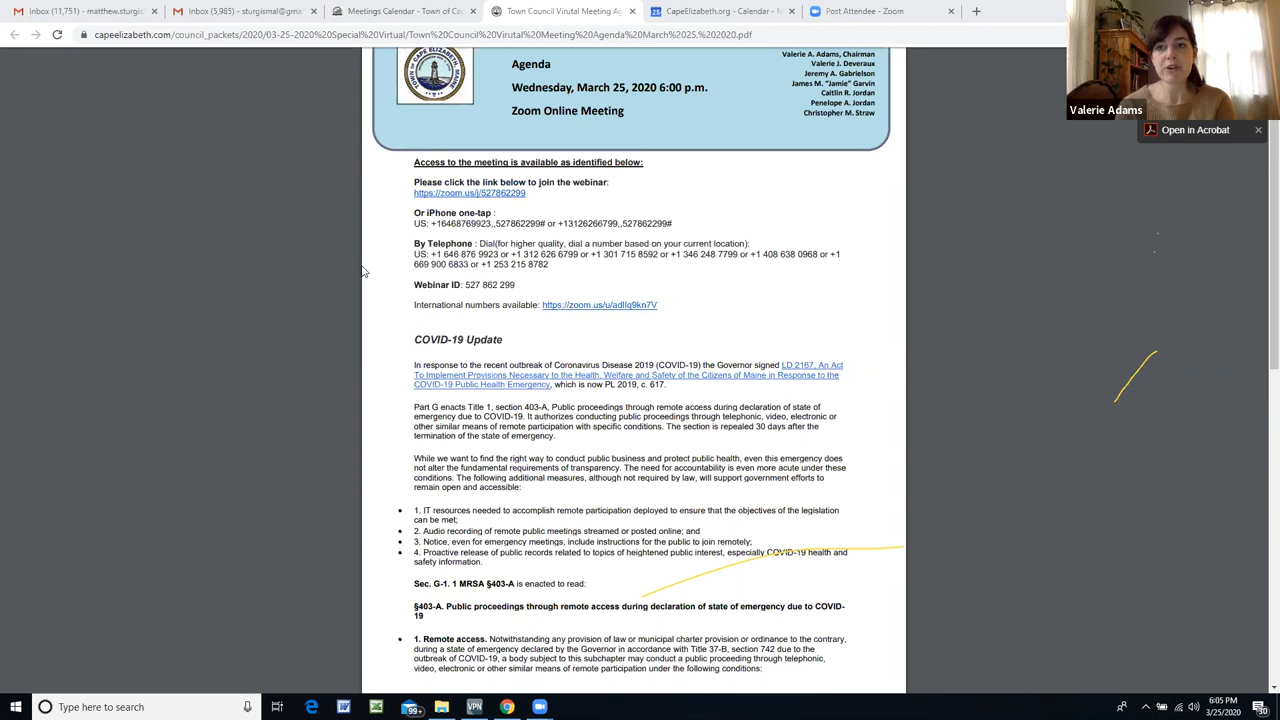 Inbox (11,751) - matthew.sturgis
Inbox (5,985) - sturgisma@gmai
Meetings Calendar - Town of Ca
Town Council Virutal Meeting Ag
CapeElizabeth.org - Calendar - M
Post Attendee - Zoom
capeelizabeth.com/council_packets/2020/03-25-2020%20Special%20Virtual/Town%20Council%20Virutal%20Meeting%20Agenda%20March%2025,%202020.pdf
TOWN OF CAPE ELIZABETH, MAINE
Agenda
Wednesday, March 25, 2020 6:00 p.m.
Zoom Online Meeting
Valerie A. Adams, Chairman
Valerie J. Deveraux
Jeremy A. Gabrielson
James M. "Jamie" Garvin
Caitlin R. Jordan
Penelope A. Jordan
Christopher M. Straw
Valerie Adams
Open in Acrobat
Access to the meeting is available as identified below:
Please click the link below to join the webinar:
https://zoom.us/j/527862299
Or iPhone one-tap :
US: +16468769923,,527862299# or +13126266799,,527862299#
By Telephone : Dial(for higher quality, dial a number based on your current location):
US: +1 646 876 9923 or +1 312 626 6799 or +1 301 715 8592 or +1 346 248 7799 or +1 408 638 0968 or +1
669 900 6833 or +1 253 215 8782
Webinar ID: 527 862 299
International numbers available: https://zoom.us/u/adIlq9kn7V
COVID-19 Update
In response to the recent outbreak of Coronavirus Disease 2019 (COVID-19) the Governor signed LD 2167, An Act
To Implement Provisions Necessary to the Health, Welfare and Safety of the Citizens of Maine in Response to the
COVID-19 Public Health Emergency, which is now PL 2019, c. 617.
Part G enacts Title 1, section 403-A, Public proceedings through remote access during declaration of state of
emergency due to COVID-19. It authorizes conducting public proceedings through telephonic, video, electronic or
other similar means of remote participation with specific conditions. The section is repealed 30 days after the
termination of the state of emergency.
While we want to find the right way to conduct public business and protect public health, even this emergency does
not alter the fundamental requirements of transparency. The need for accountability is even more acute under these
conditions. The following additional measures, although not required by law, will support government efforts to
remain open and accessible:
• 1. IT resources needed to accomplish remote participation deployed to ensure that the objectives of the legislation
can be met;
• 2. Audio recording of remote public meetings streamed or posted online; and
• 3. Notice, even for emergency meetings, include instructions for the public to join remotely;
• 4. Proactive release of public records related to topics of heightened public interest, especially COVID-19 health and
safety information.
Sec. G-1. 1 MRSA §403-A is enacted to read:
§403-A. Public proceedings through remote access during declaration of state of emergency due to COVID-
19
• 1. Remote access. Notwithstanding any provision of law or municipal charter provision or ordinance to the contrary,
during a state of emergency declared by the Governor in accordance with Title 37-B, section 742 due to the
outbreak of COVID-19, a body subject to this subchapter may conduct a public proceeding through telephonic,
video, electronic or other similar means of remote participation under the following conditions:
Type here to search
99+
VPN
6:05 PM
3/25/2020
30